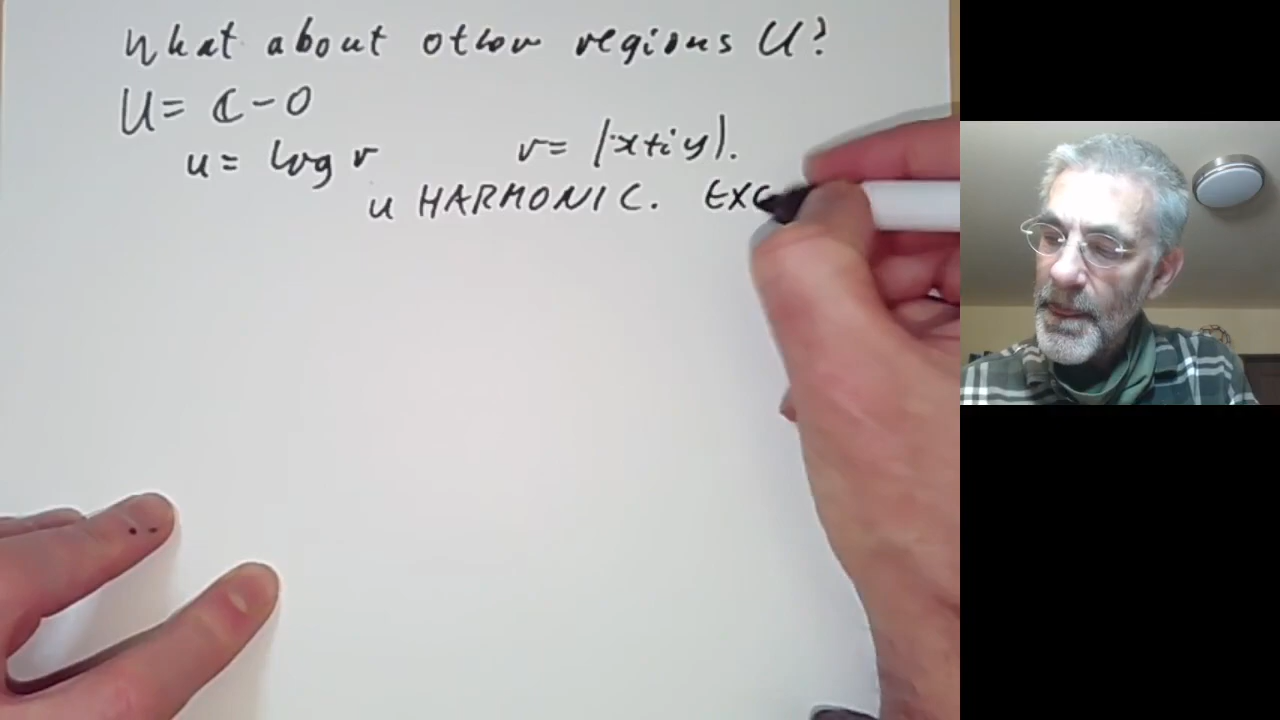 What about other regions U?
U = ℂ - 0
u = log r r = |x+iy|.
u HARMONIC. EXC